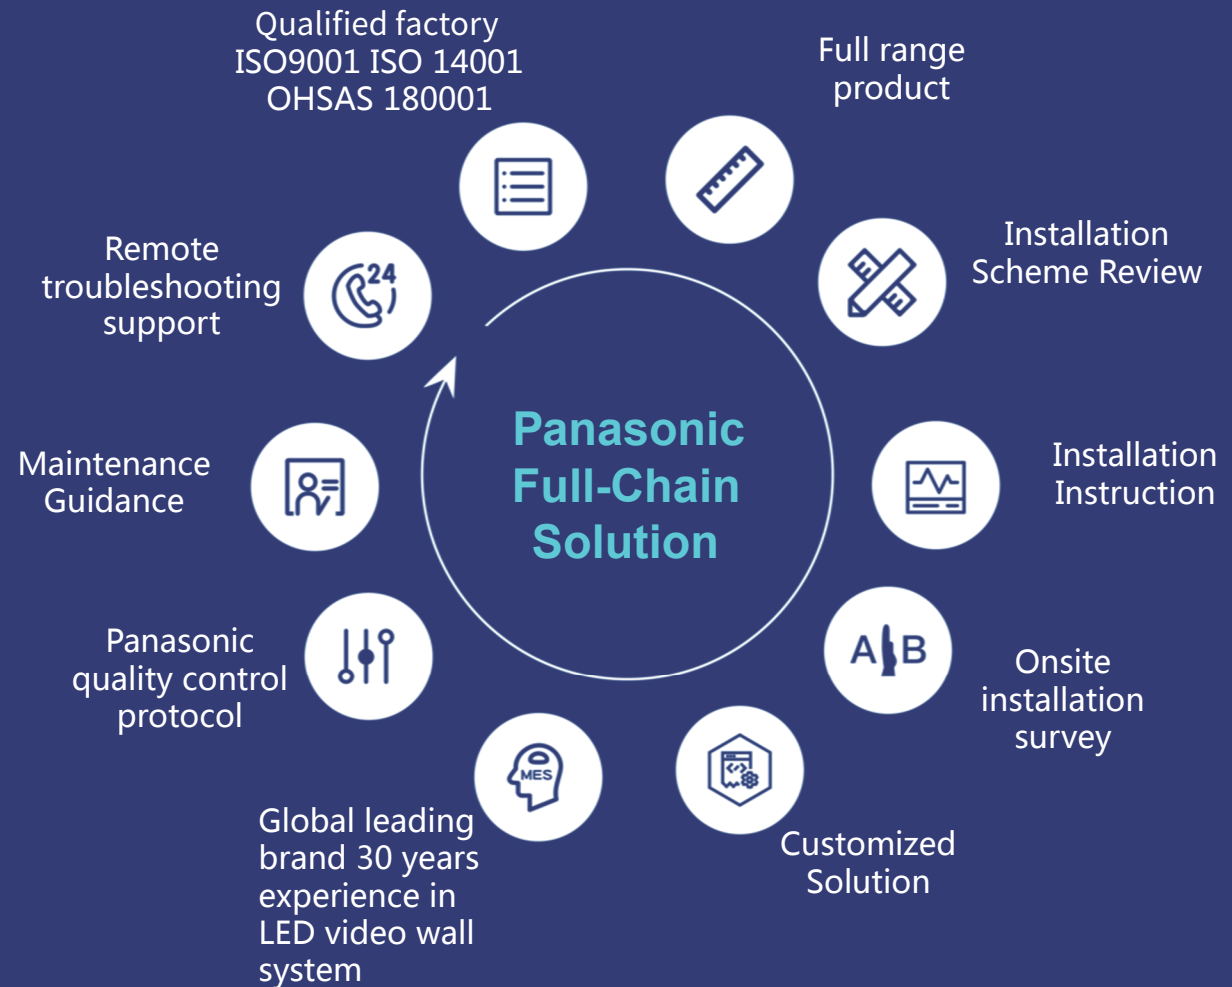 Qualified factory
ISO9001 ISO 14001
OHSAS 180001
Full range
product
Installation
Scheme Review
Installation
Instruction
Onsite
installation
survey
Customized
Solution
Global leading
brand 30 years
experience in
LED video wall
system
Panasonic
quality control
protocol
Maintenance
Guidance
Remote
troubleshooting
support
24
A B
MES
Panasonic
Full-Chain
Solution